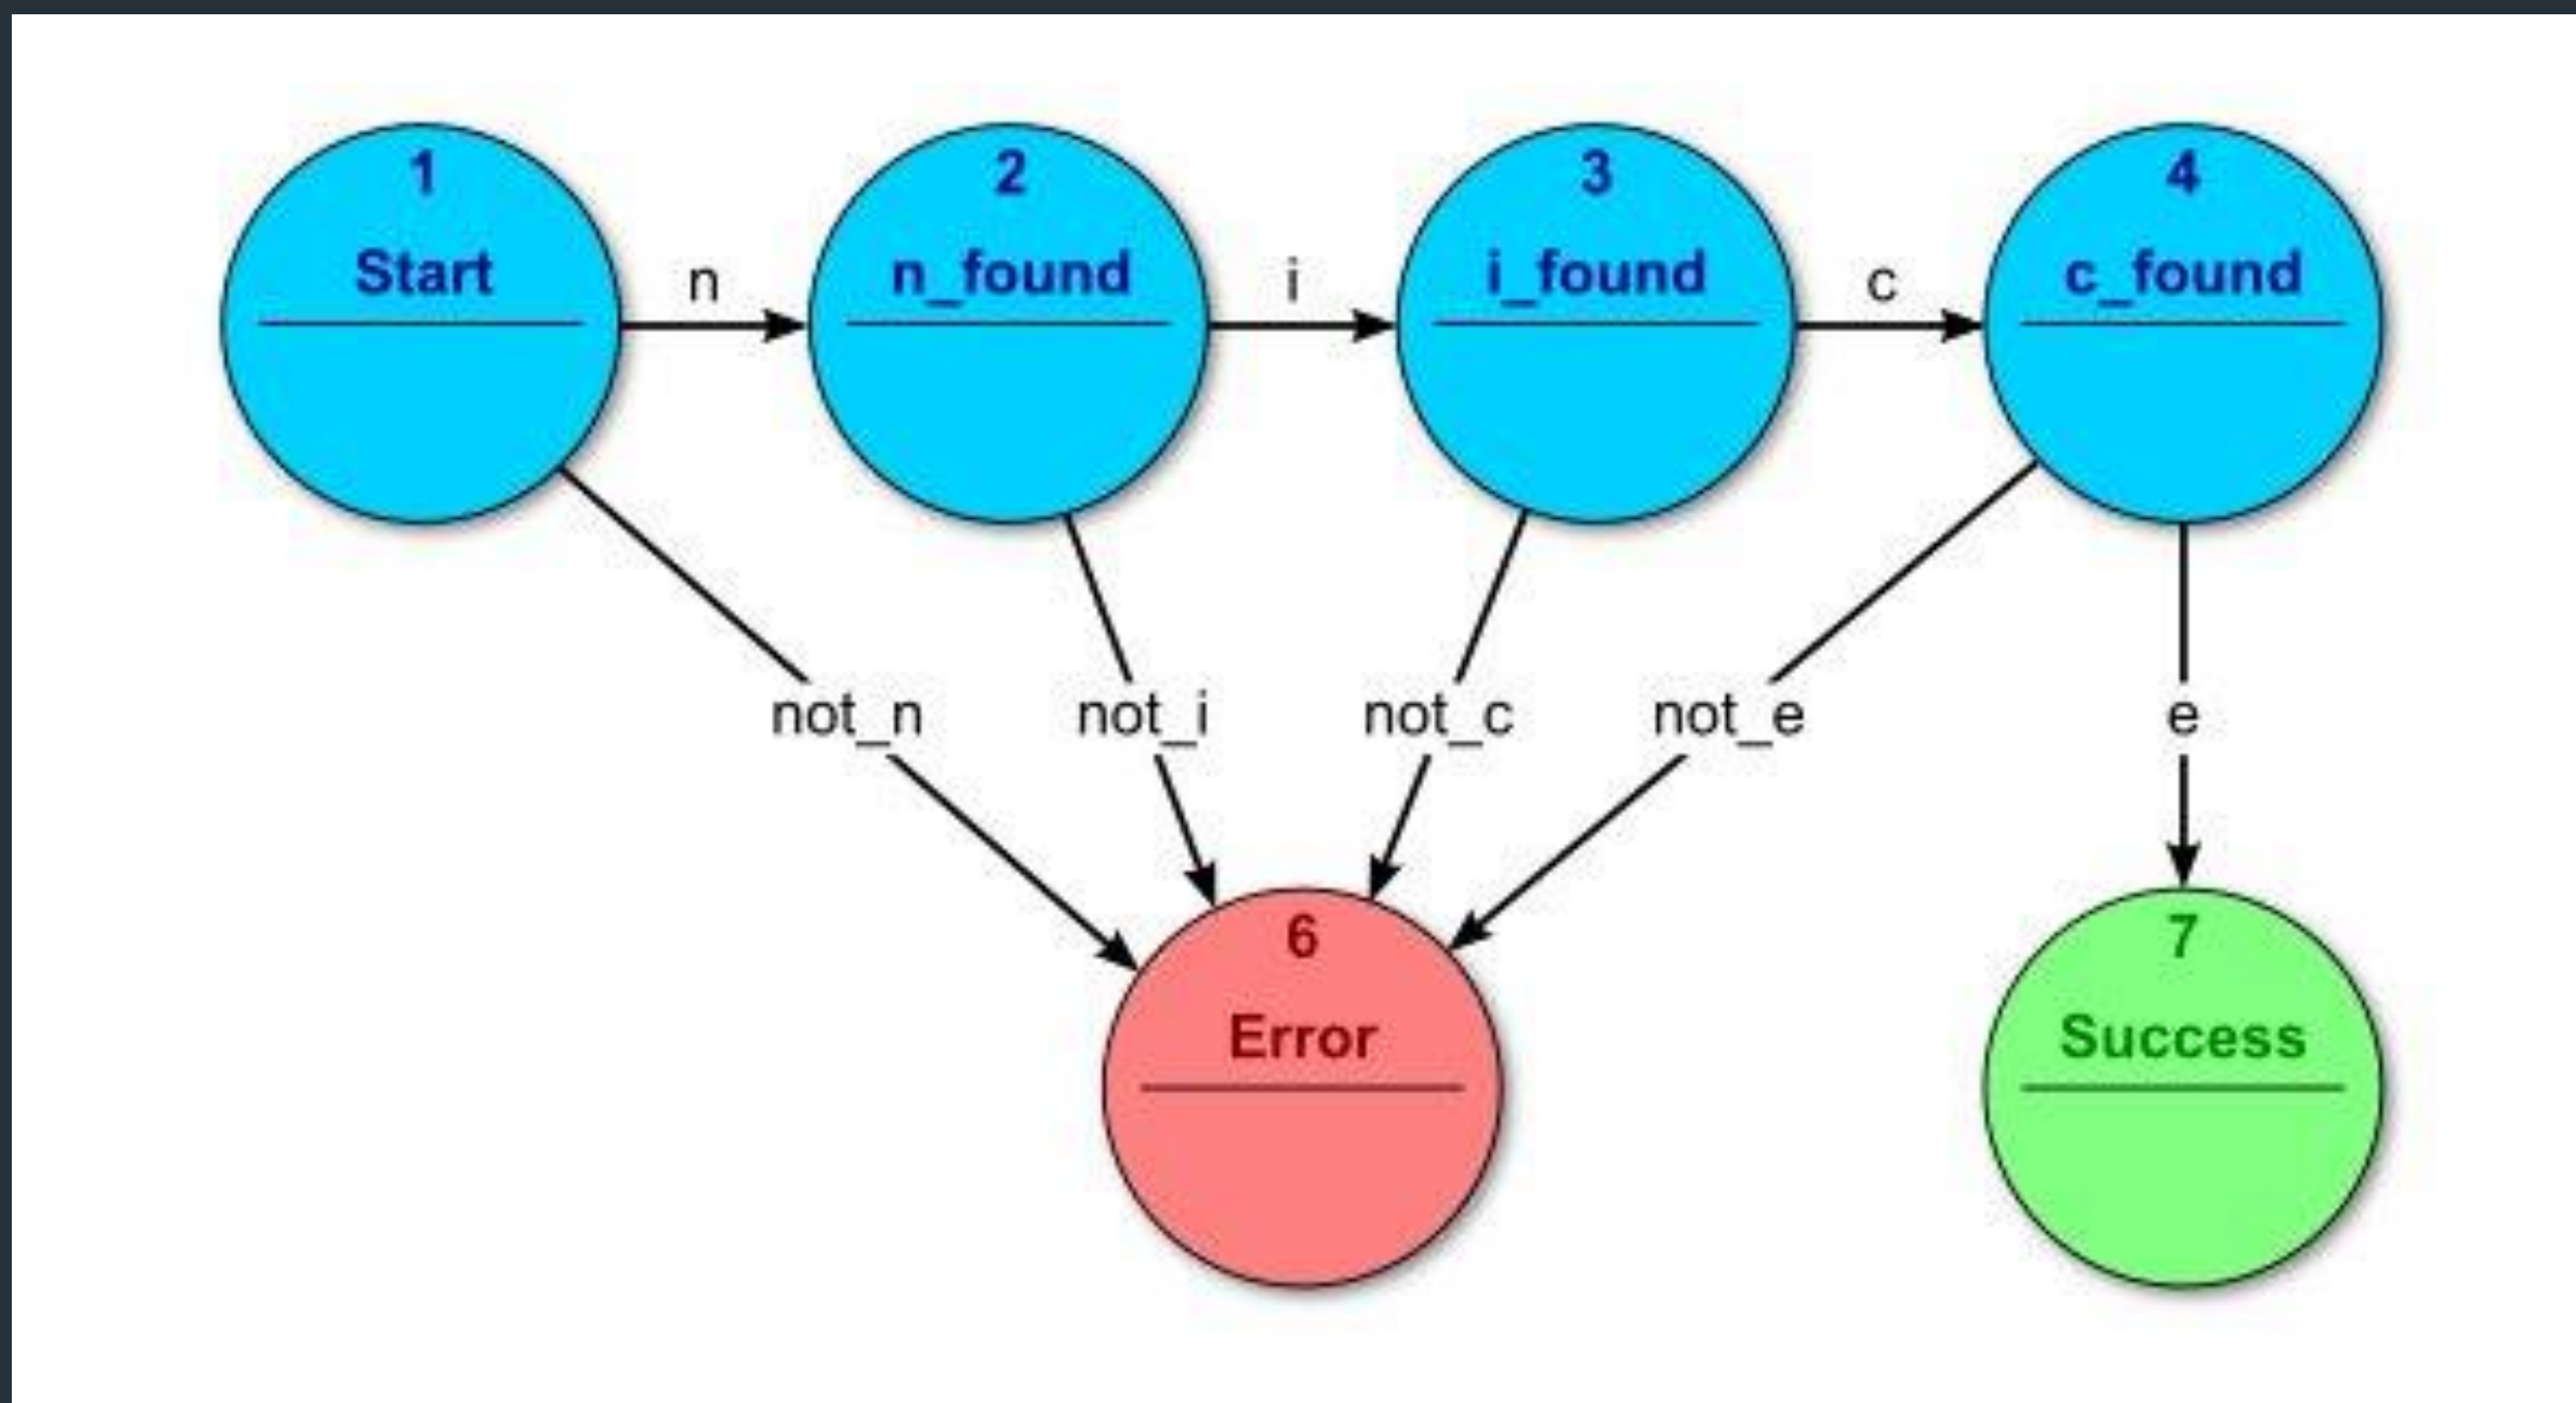 1
Start
n
2
n_found
i
3
i_found
c
4
c_found
not_n
not_i
not_c
not_e
e
6
Error
7
Success